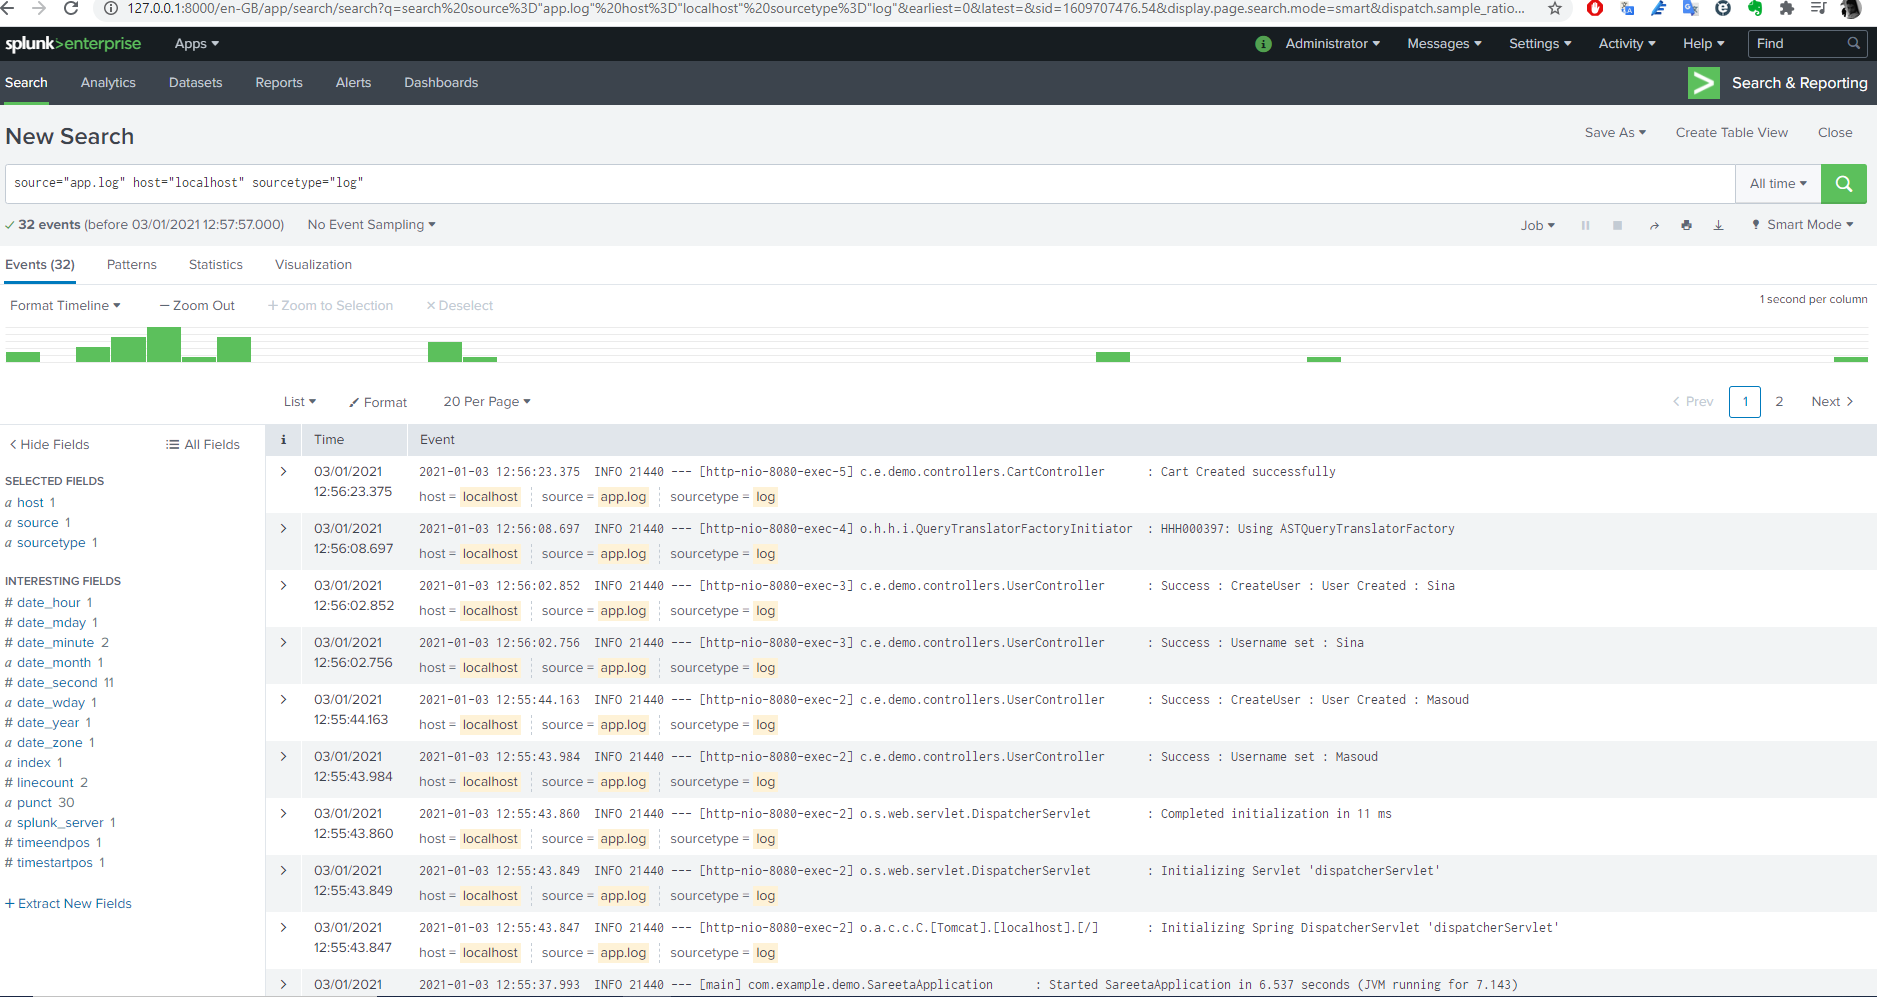 127.0.0.1:8000/en-GB/app/search/search?q=search%20source%3D"app.log"%20host%3D"localhost"%20sourcetype%3D"log"&earliest=0&latest=&sid=1609707476.54&display.page.search.mode=smart&dispatch.sample_ratio...
splunk>enterprise Apps Administrator Messages Settings Activity Help Find
Search Analytics Datasets Reports Alerts Dashboards Search & Reporting
New Search Save As Create Table View Close
source="app.log" host="localhost" sourcetype="log" All time
32 events (before 03/01/2021 12:57:57.000) No Event Sampling Job Smart Mode
Events (32) Patterns Statistics Visualization
Format Timeline — Zoom Out + Zoom to Selection × Deselect 1 second per column
List Format 20 Per Page < Prev 1 2 Next >
< Hide Fields All Fields
SELECTED FIELDS
a host 1
a source 1
a sourcetype 1
INTERESTING FIELDS
# date_hour 1
# date_mday 1
# date_minute 2
a date_month 1
# date_second 11
a date_wday 1
# date_year 1
a date_zone 1
a index 1
# linecount 2
a punct 30
a splunk_server 1
# timeendpos 1
# timestartpos 1
+ Extract New Fields
i Time Event
03/01/2021 12:56:23.375 2021-01-03 12:56:23.375 INFO 21440 --- [http-nio-8080-exec-5] c.e.demo.controllers.CartController : Cart Created successfully
host = localhost source = app.log sourcetype = log
03/01/2021 12:56:08.697 2021-01-03 12:56:08.697 INFO 21440 --- [http-nio-8080-exec-4] o.h.h.i.QueryTranslatorFactoryInitiator : HHH000397: Using ASTQueryTranslatorFactory
host = localhost source = app.log sourcetype = log
03/01/2021 12:56:02.852 2021-01-03 12:56:02.852 INFO 21440 --- [http-nio-8080-exec-3] c.e.demo.controllers.UserController : Success : CreateUser : User Created : Sina
host = localhost source = app.log sourcetype = log
03/01/2021 12:56:02.756 2021-01-03 12:56:02.756 INFO 21440 --- [http-nio-8080-exec-3] c.e.demo.controllers.UserController : Success : Username set : Sina
host = localhost source = app.log sourcetype = log
03/01/2021 12:55:44.163 2021-01-03 12:55:44.163 INFO 21440 --- [http-nio-8080-exec-2] c.e.demo.controllers.UserController : Success : CreateUser : User Created : Masoud
host = localhost source = app.log sourcetype = log
03/01/2021 12:55:43.984 2021-01-03 12:55:43.984 INFO 21440 --- [http-nio-8080-exec-2] c.e.demo.controllers.UserController : Success : Username set : Masoud
host = localhost source = app.log sourcetype = log
03/01/2021 12:55:43.860 2021-01-03 12:55:43.860 INFO 21440 --- [http-nio-8080-exec-2] o.s.web.servlet.DispatcherServlet : Completed initialization in 11 ms
host = localhost source = app.log sourcetype = log
03/01/2021 12:55:43.849 2021-01-03 12:55:43.849 INFO 21440 --- [http-nio-8080-exec-2] o.s.web.servlet.DispatcherServlet : Initializing Servlet 'dispatcherServlet'
host = localhost source = app.log sourcetype = log
03/01/2021 12:55:43.847 2021-01-03 12:55:43.847 INFO 21440 --- [http-nio-8080-exec-2] o.a.c.c.C.[Tomcat].[localhost].[/] : Initializing Spring DispatcherServlet 'dispatcherServlet'
host = localhost source = app.log sourcetype = log
03/01/2021 2021-01-03 12:55:37.993 INFO 21440 --- [main] com.example.demo.SareetaApplication : Started SareetaApplication in 6.537 seconds (JVM running for 7.143)